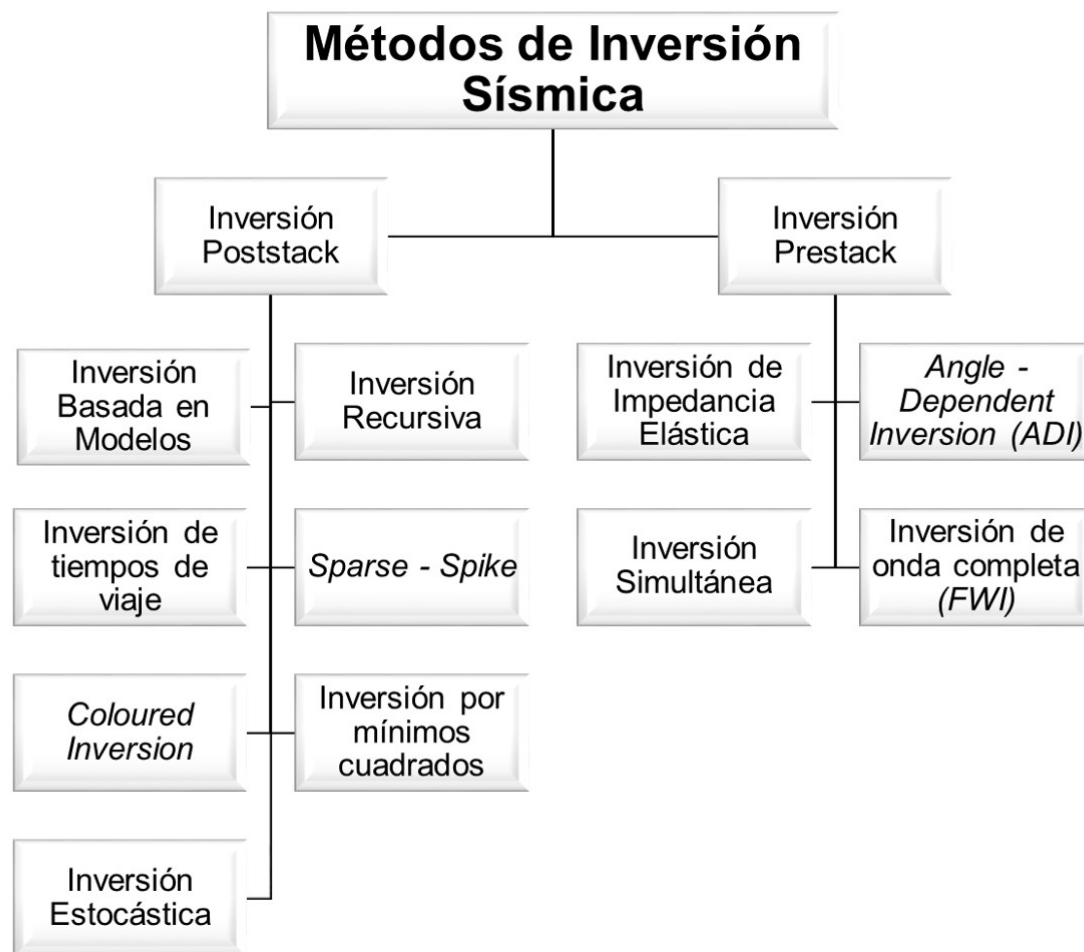 Métodos de Inversión
Sísmica
Inversión
Poststack
Inversión
Prestack
Inversión
Basada en
Modelos
Inversión
Recursiva
Inversión de
Impedancia
Elástica
Angle -
Dependent
Inversion (ADI)
Inversión de
tiempos de
viaje
Sparse - Spike
Inversión
Simultánea
Inversión de
onda completa
(FWI)
Coloured
Inversion
Inversión por
mínimos
cuadrados
Inversión
Estocástica